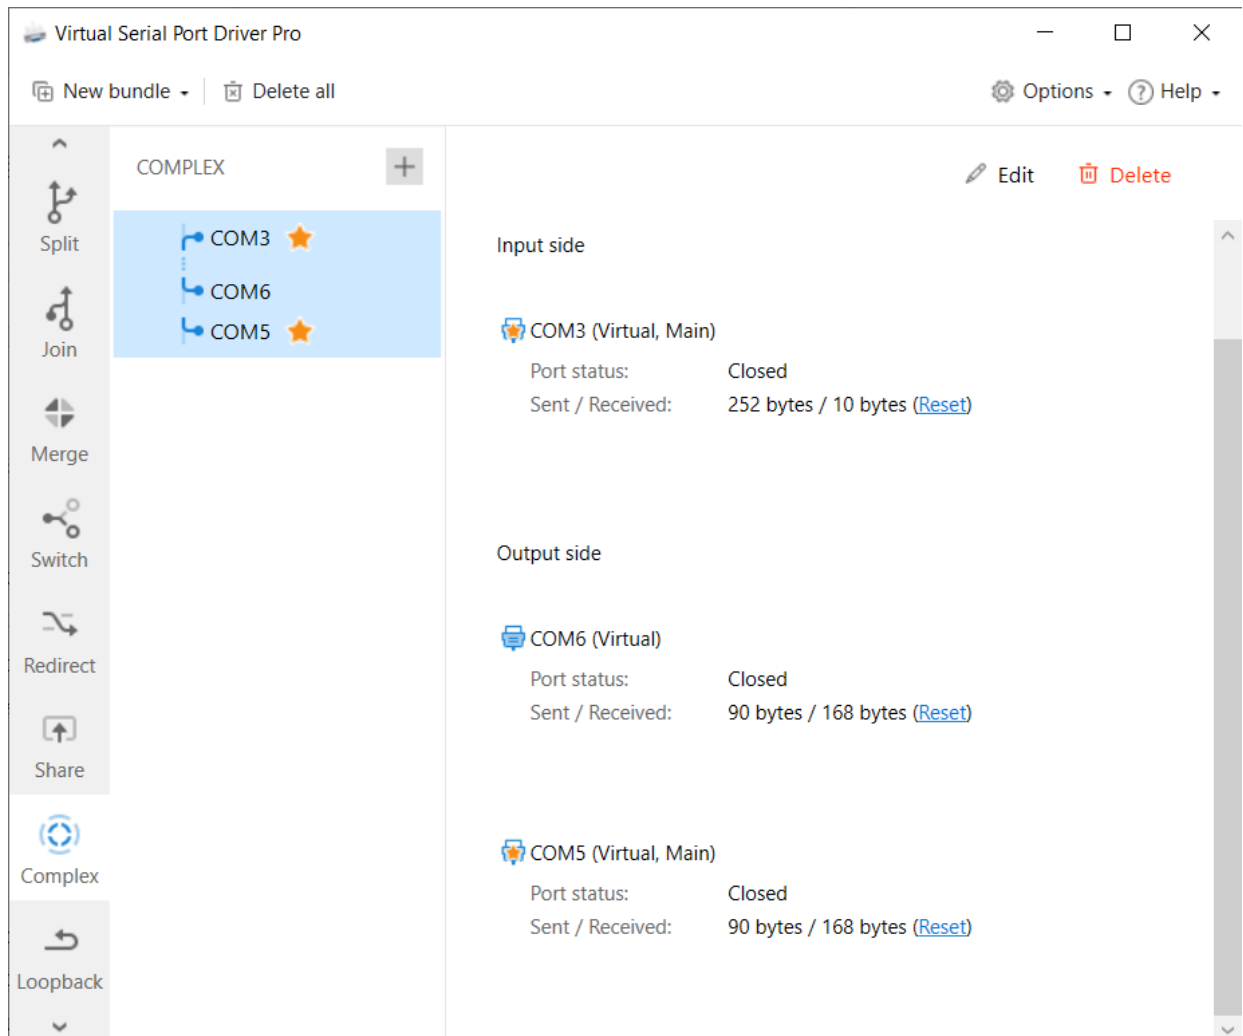 Virtual Serial Port Driver Pro
New bundle
Delete all
Options
Help
Split
Join
Merge
Switch
Redirect
Share
Complex
Loopback
COMPLEX
COM3
COM6
COM5
Edit
Delete
Input side
COM3 (Virtual, Main)
Port status: Closed
Sent / Received: 252 bytes / 10 bytes (Reset)
Output side
COM6 (Virtual)
Port status: Closed
Sent / Received: 90 bytes / 168 bytes (Reset)
COM5 (Virtual, Main)
Port status: Closed
Sent / Received: 90 bytes / 168 bytes (Reset)